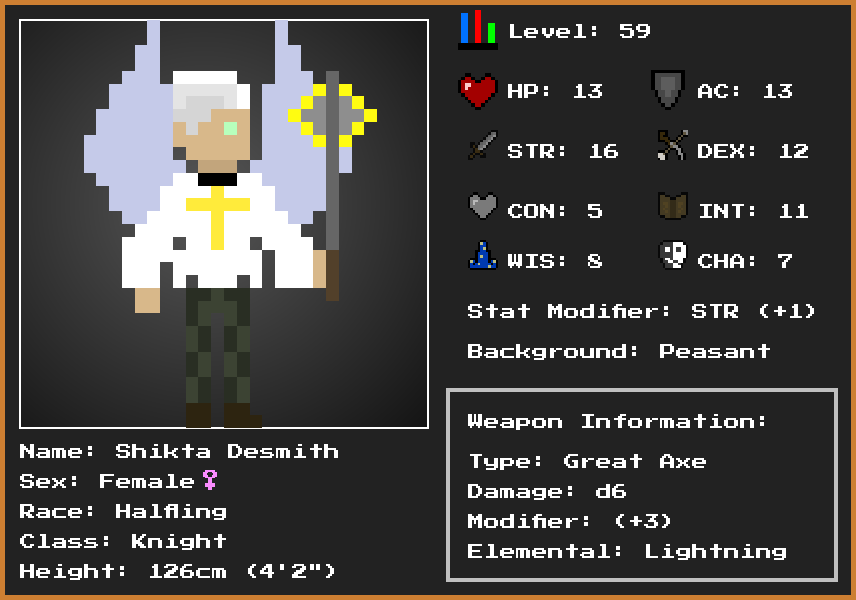 Level: 59
HP: 13
AC: 13
STR: 16
DEX: 12
CON: 5
INT: 11
WIS: 8
CHA: 7
Stat Modifier: STR (+1)
Background: Peasant
Weapon Information:
Type: Great Axe
Damage: d6
Modifier: (+3)
Elemental: Lightning
Name: Shikta Desmith
Sex: Female♀
Race: Halfling
Class: Knight
Height: 126cm (4'2")